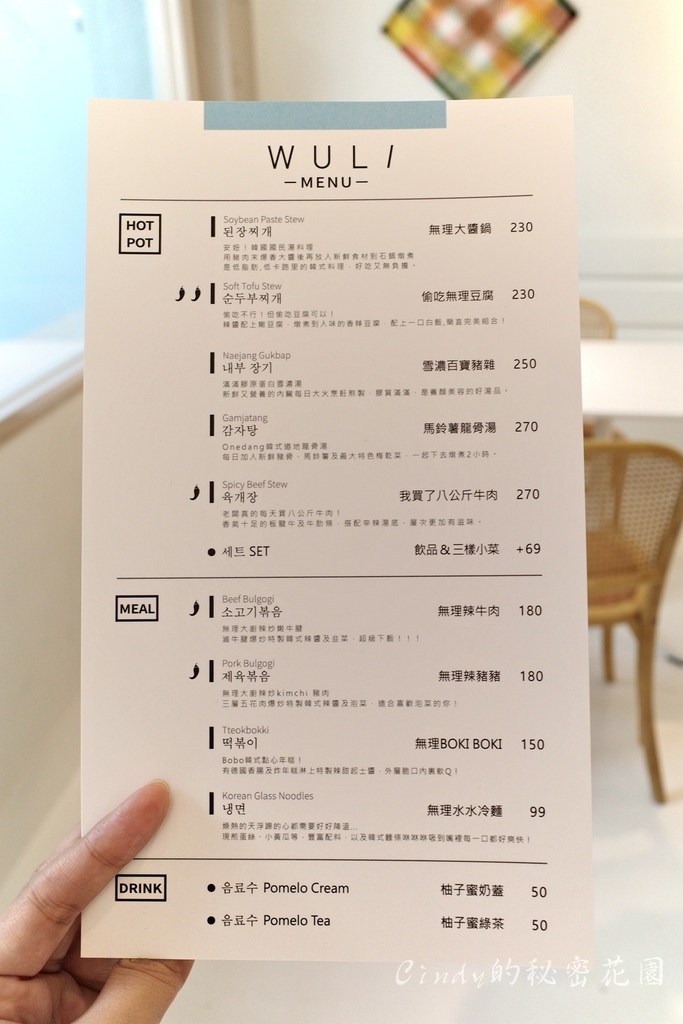 WULI
—MENU—
HOT
POT
Soybean Paste Stew
된장찌개 無理大醬鍋 230
安妞！韓國國民湯料理
用豬肉末爆香大醬後再放入新鮮食材到石鍋燉煮
是低脂肪,低卡路里的韓式料理，好吃又無負擔。
Soft Tofu Stew
순두부찌개 偷吃無理豆腐 230
偷吃不行！但偷吃豆腐可以！
辣醬配上嫩豆腐，燉煮到入味的香辣豆腐，配上一口白飯,簡直完美組合！
Naejang Gukbap
내부 장기 雪濃百寶豬雜 250
滿滿膠原蛋白雪濃湯
新鮮又營養的內臟每日大火烹飪熬製，膠質滿滿，是養顏美容的好湯品。
Gamjatang
감자탕 馬鈴薯龍骨湯 270
Onedang韓式道地龍骨湯
每日加入新鮮豬骨、馬鈴薯及最大特色梅乾菜，一起下去燉煮2小時。
Spicy Beef Stew
육개장 我買了八公斤牛肉 270
老闆真的每天買八公斤牛肉！
香氣十足的板腱牛及牛肋條，搭配辛辣湯底，層次更加有滋味。
● 세트 SET 飲品＆三樣小菜 +69
MEAL
Beef Bulgogi
소고기볶음 無理辣牛肉 180
無理大廚辣炒嫩牛腱
滷牛腱爆炒特製韓式辣醬及韭菜，超級下飯！！！
Pork Bulgogi
제육볶음 無理辣豬豬 180
無理大廚辣炒kimchi 豬肉
三層五花肉爆炒特製韓式辣醬及泡菜，適合喜歡泡菜的你！
Tteokbokki
떡볶이 無理BOKI BOKI 150
Bobo韓式點心年糕！
有德國香腸及炸年糕淋上特製辣甜起士醬，外層脆口內裏軟Q！
Korean Glass Noodles
냉면 無理水水冷麵 99
燥熱的天浮躁的心都需要好好降溫...
現煎蛋絲、小黃瓜等，豐富配料，以及韓式麵條咻咻咻吸到嘴裡每一口都好爽快！
DRINK
● 음료수 Pomelo Cream 柚子蜜奶蓋 50
● 음료수 Pomelo Tea 柚子蜜綠茶 50
Cindy的秘密花園